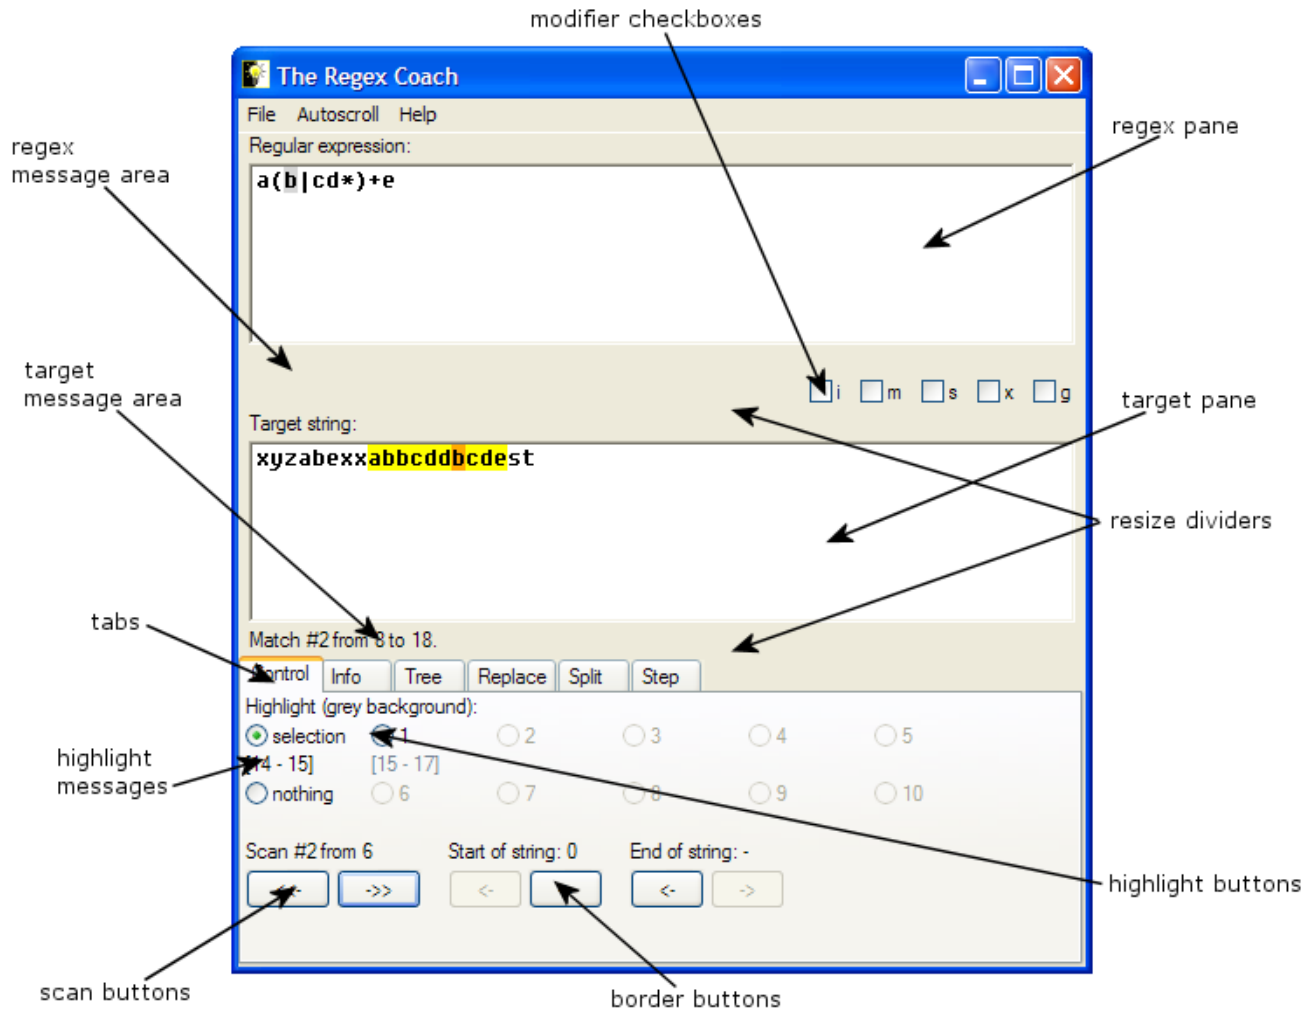 modifier checkboxes
The Regex Coach
File Autoscroll Help
regex pane
Regular expression:
regex
message area
a(b|cd*)+e
target
message area
i m s x g
target pane
Target string:
xyzabexxabbcddbcdest
resize dividers
tabs
Match #2 from 8 to 18.
Control Info Tree Replace Split Step
Highlight (grey background):
selection 1 2 3 4 5
highlight
messages
[14 - 15] [15 - 17]
nothing 6 7 8 9 10
Scan #2 from 6 Start of string: 0 End of string: -
<<- ->> <- <- ->
highlight buttons
scan buttons
border buttons